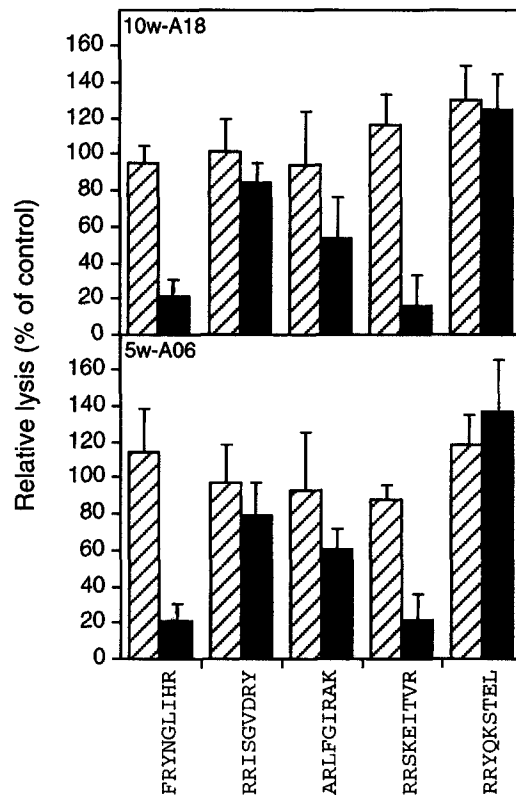 Relative lysis (% of control)
10w-A18
160
140
120
100
80
60
40
20
0
5w-A06
160
140
120
100
80
60
40
20
0
FRYNGLIHR
RRISGVDRY
ARLFGIRAK
RRSKEITVR
RRYQKSTEL